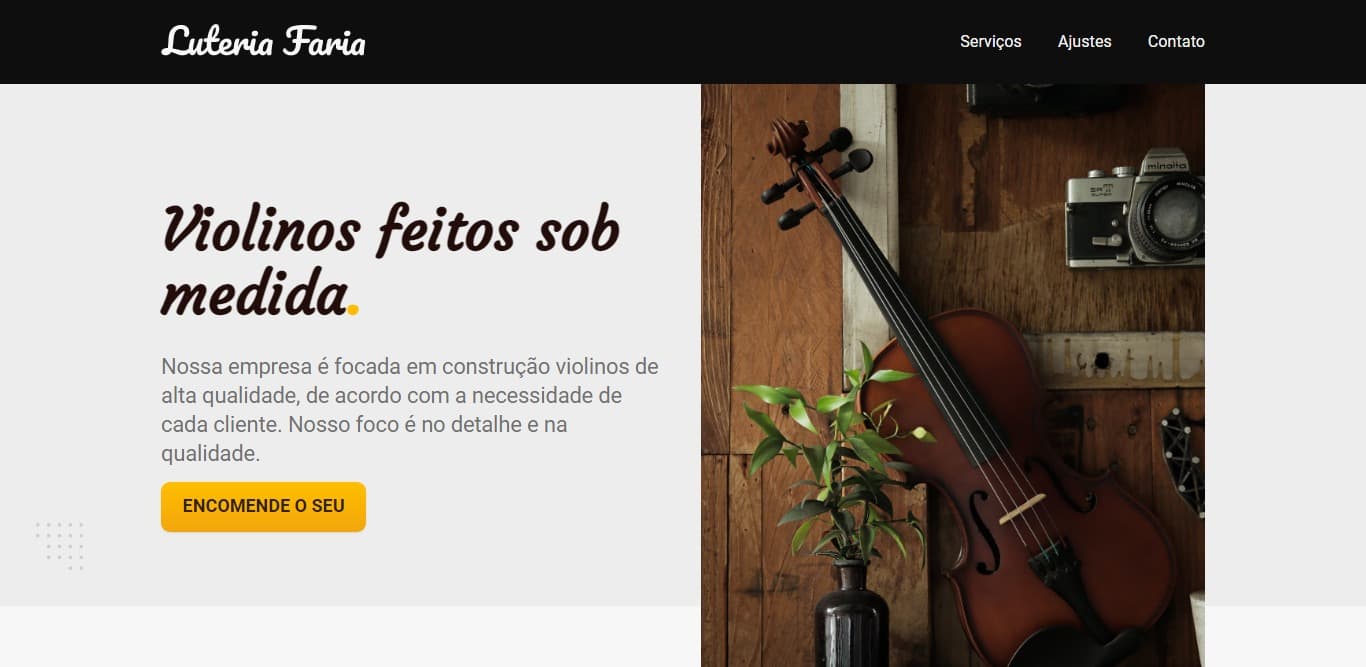 Luteria Faria
Serviços Ajustes Contato
Violinos feitos sob
medida.
Nossa empresa é focada em construção violinos de
alta qualidade, de acordo com a necessidade de
cada cliente. Nosso foco é no detalhe e na
qualidade.
ENCOMENDE O SEU
minolta